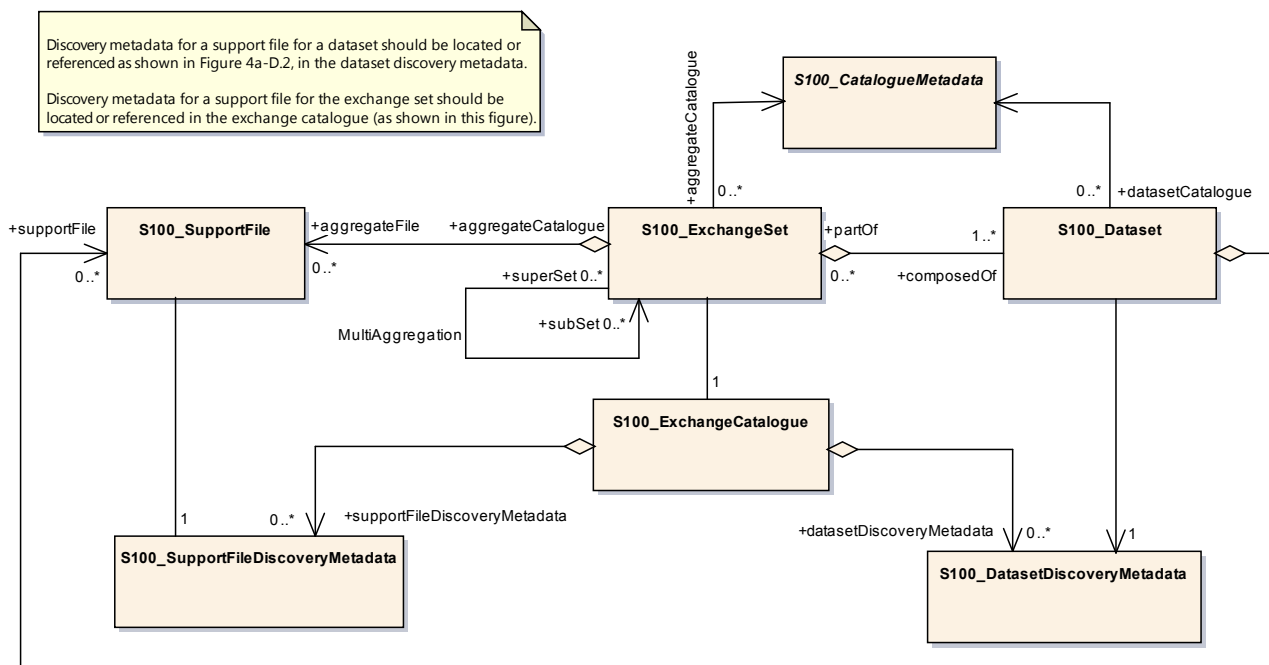 Discovery metadata for a support file for a dataset should be located or
referenced as shown in Figure 4a-D.2, in the dataset discovery metadata.
Discovery metadata for a support file for the exchange set should be
located or referenced in the exchange catalogue (as shown in this figure).
S100_CatalogueMetadata
+aggregateCatalogue
0..*
0..*
+datasetCatalogue
+supportFile
0..*
S100_SupportFile
+aggregateFile
0..*
+aggregateCatalogue
S100_ExchangeSet
+partOf
0..*
1..*
+composedOf
S100_Dataset
+superSet 0..*
+subSet 0..*
MultiAggregation
1
S100_ExchangeCatalogue
1
0..*
+supportFileDiscoveryMetadata
+datasetDiscoveryMetadata
0..*
1
S100_SupportFileDiscoveryMetadata
S100_DatasetDiscoveryMetadata